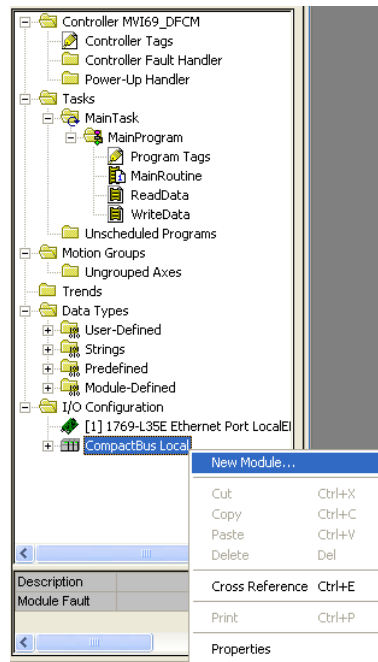 Controller MVI69_DFCM
Controller Tags
Controller Fault Handler
Power-Up Handler
Tasks
MainTask
MainProgram
Program Tags
MainRoutine
ReadData
WriteData
Unscheduled Programs
Motion Groups
Ungrouped Axes
Trends
Data Types
User-Defined
Strings
Predefined
Module-Defined
I/O Configuration
[1] 1769-L35E Ethernet Port LocalE
CompactBus Local
New Module...
Cut Ctrl+X
Copy Ctrl+C
Paste Ctrl+V
Delete Del
Cross Reference Ctrl+E
Print Ctrl+P
Properties
Description
Module Fault